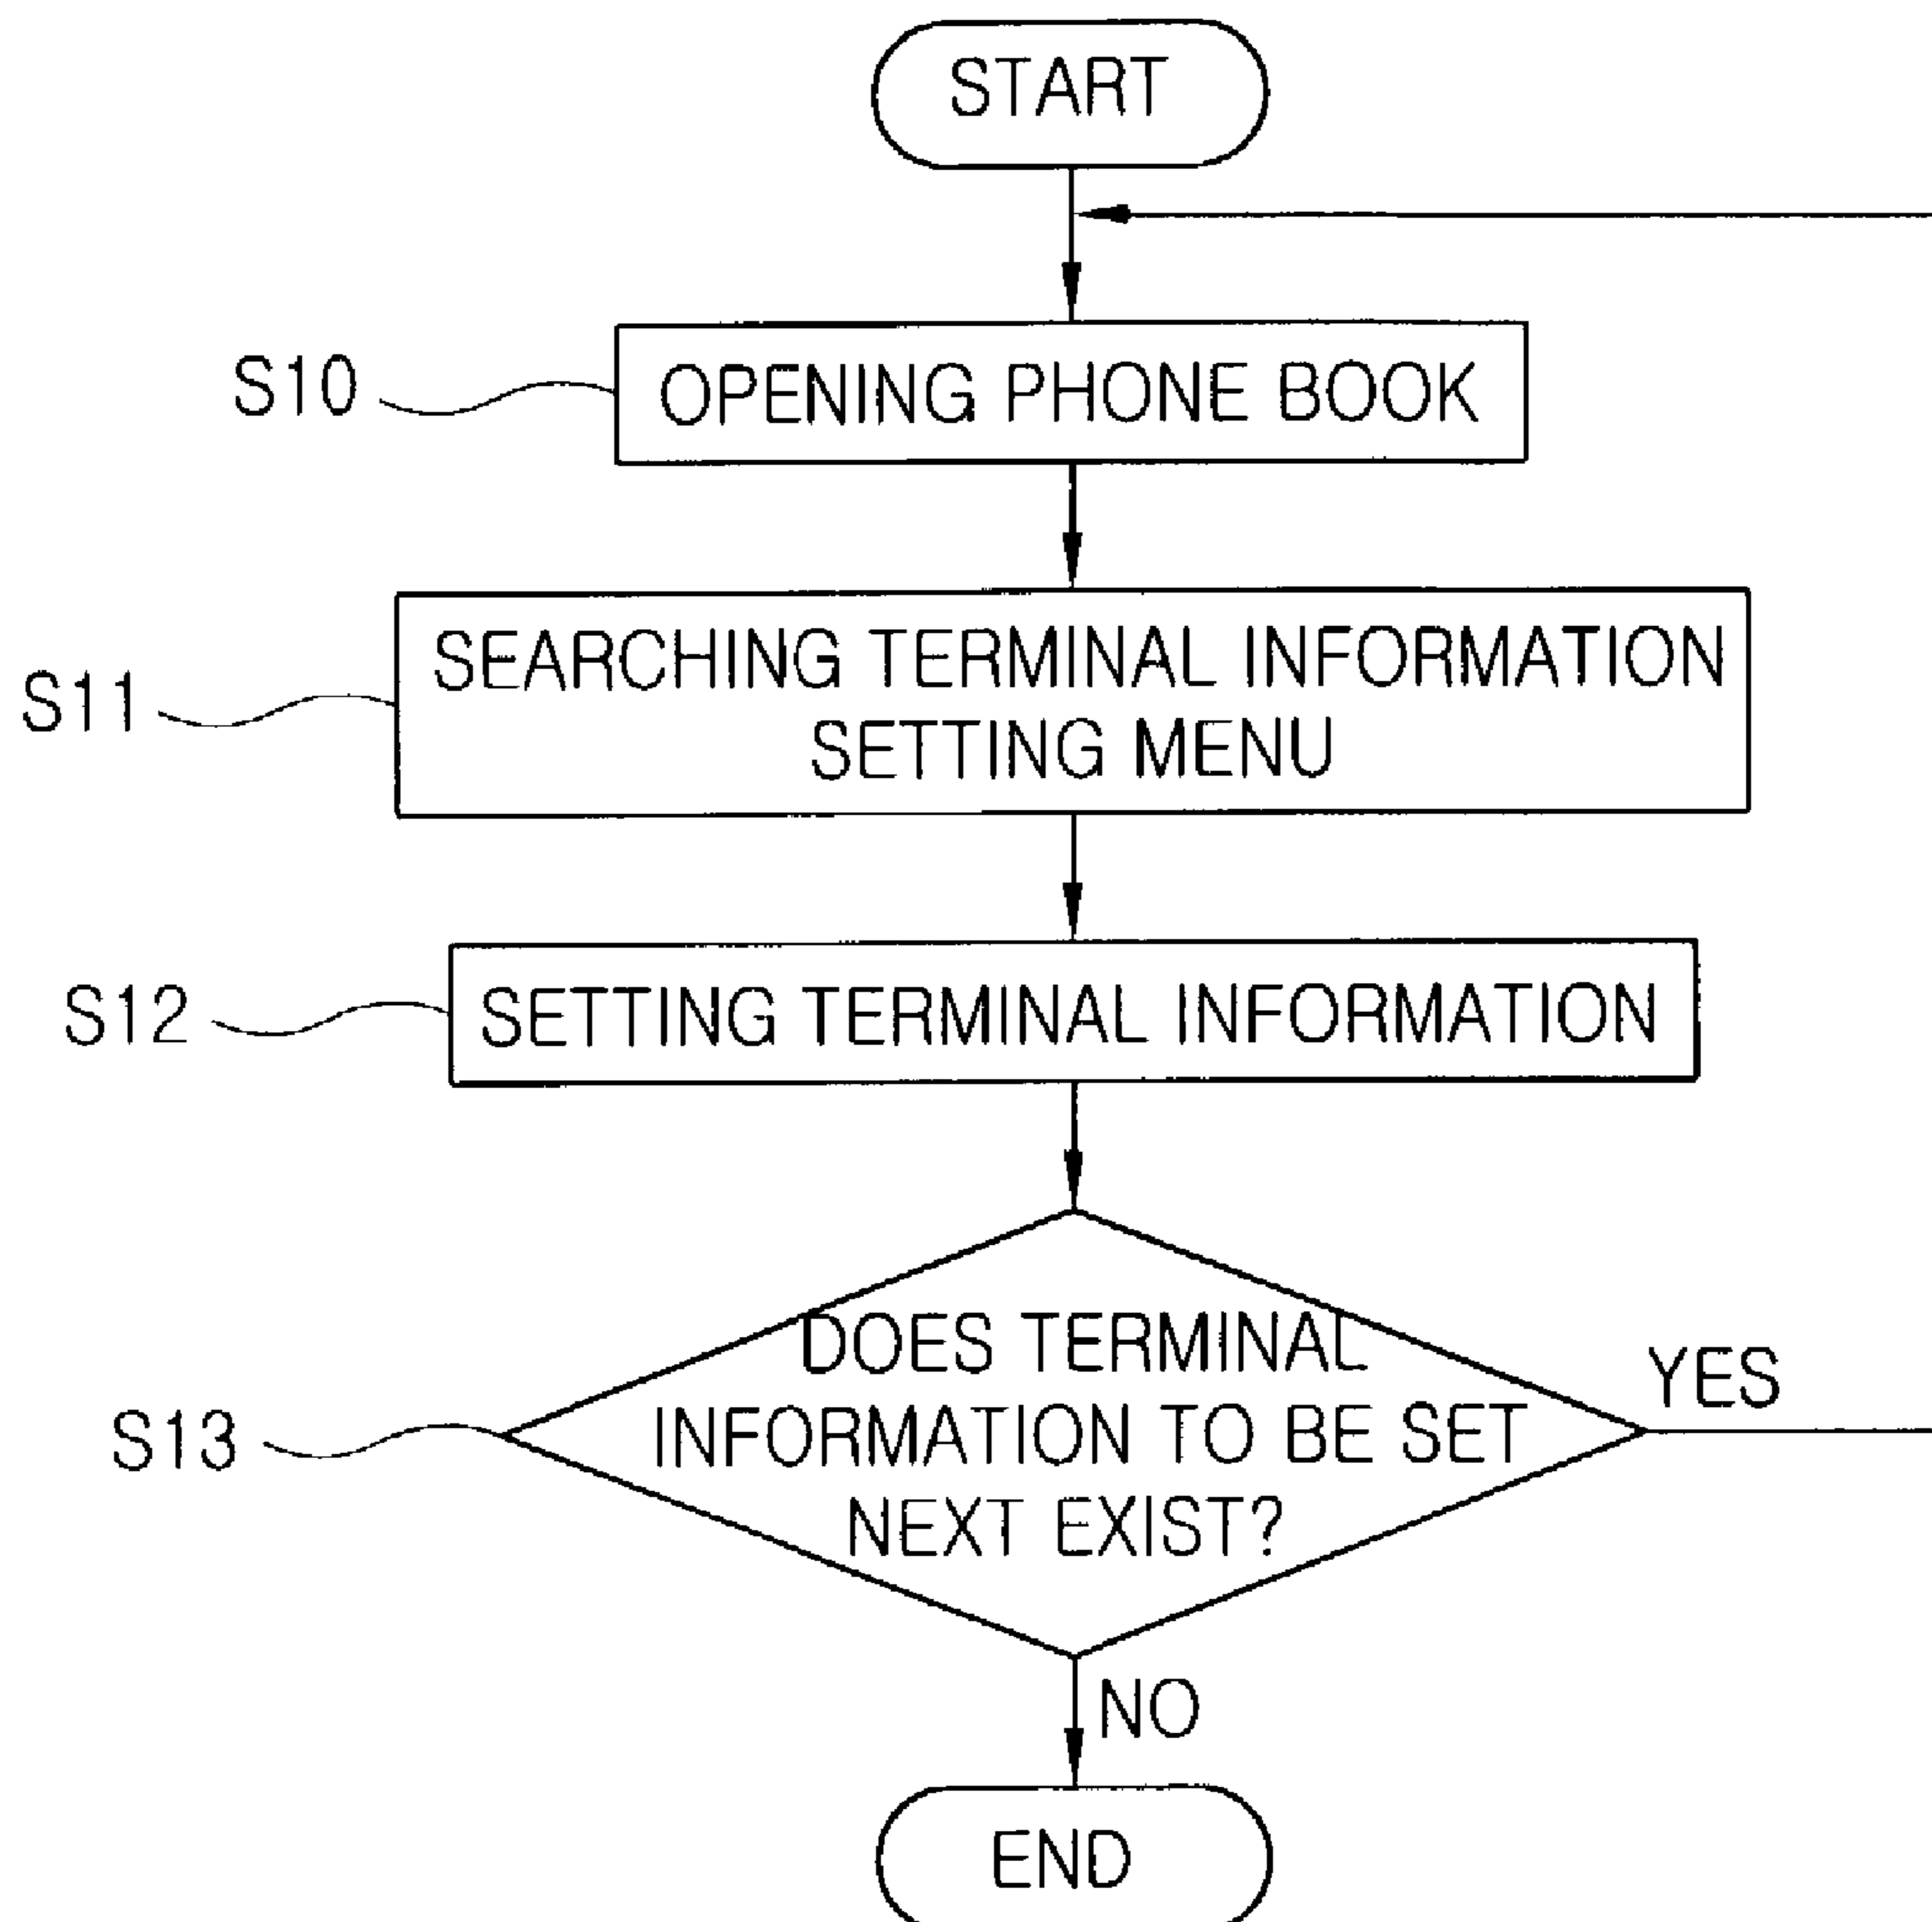 START
S10
OPENING PHONE BOOK
S11
SEARCHING TERMINAL INFORMATION
SETTING MENU
S12
SETTING TERMINAL INFORMATION
S13
DOES TERMINAL
INFORMATION TO BE SET
NEXT EXIST?
YES
NO
END